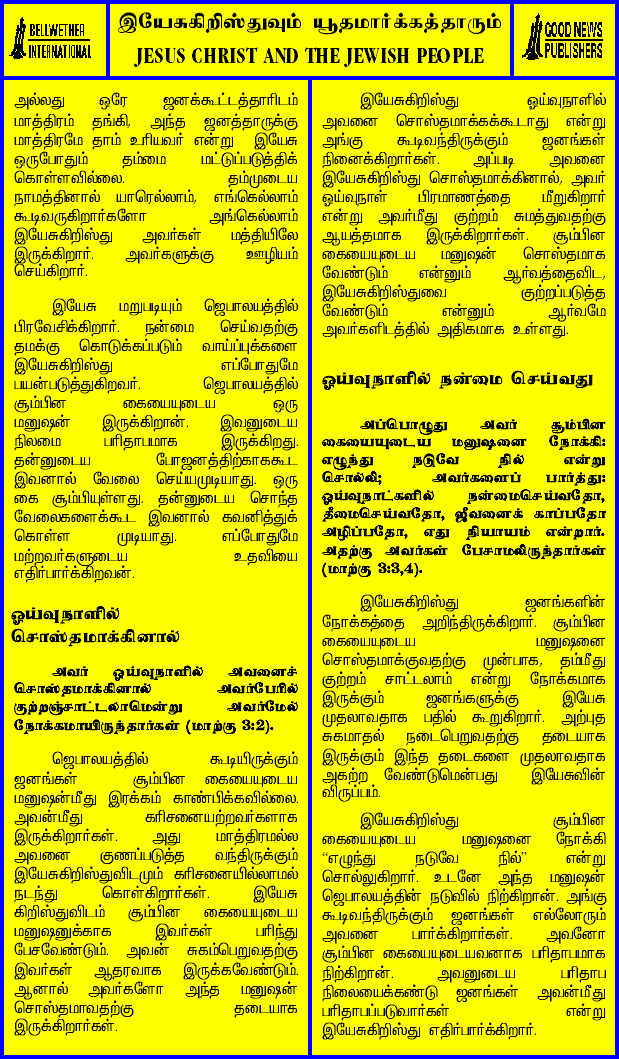 BELLWETHER
INTERNATIONAL
இயேசுகிறிஸ்துவும் யூதமார்க்கத்தாரும்
JESUS CHRIST AND THE JEWISH PEOPLE
GOOD NEWS
PUBLISHERS
அல்லது ஒரே ஜனக்கூட்டத்தாரிடம்
மாத்திரம் தங்கி, அந்த ஜனத்தாருக்கு
மாத்திரமே தாம் உரியவர் என்று இயேசு
ஒருபோதும் தம்மை மட்டுப்படுத்திக்
கொள்ளவில்லை. தம்முடைய
நாமத்தினால் யாரெல்லாம், எங்கெல்லாம்
கூடிவருகிறார்களோ அங்கெல்லாம்
இயேசுகிறிஸ்து அவர்கள் மத்தியிலே
இருக்கிறார். அவர்களுக்கு ஊழியம்
செய்கிறார்.
இயேசு மறுபடியும் ஜெபாலயத்தில்
பிரவேசிக்கிறார். நன்மை செய்வதற்கு
தமக்கு கொடுக்கப்படும் வாய்ப்புக்களை
இயேசுகிறிஸ்து எப்போதுமே
பயன்படுத்துகிறவர். ஜெபாலயத்தில்
சூம்பின கையையுடைய ஒரு
மனுஷன் இருக்கிறான். இவனுடைய
நிலமை பரிதாபமாக இருக்கிறது.
தன்னுடைய போஜனத்திற்காககூட
இவனால் வேலை செய்யமுடியாது. ஒரு
கை சூம்பியுள்ளது. தன்னுடைய சொந்த
வேலைகளைக்கூட இவனால் கவனித்துக்
கொள்ள முடியாது. எப்போதுமே
மற்றவர்களுடைய உதவியை
எதிர்பார்க்கிறவன்.
ஓய்வுநாளில்
சொஸ்தமாக்கினால்
அவர் ஓய்வுநாளில் அவனைச்
சொஸ்தமாக்கினால் அவர்பேரில்
குற்றஞ்சாட்டலாமென்று அவர்மேல்
நோக்கமாயிருந்தார்கள் (மாற்கு 3:2).
ஜெபாலயத்தில் கூடியிருக்கும்
ஜனங்கள் சூம்பின கையையுடைய
மனுஷன்மீது இரக்கம் காண்பிக்கவில்லை.
அவன்மீது கரிசனையற்றவர்களாக
இருக்கிறார்கள். அது மாத்திரமல்ல
அவனை குணப்படுத்த வந்திருக்கும்
இயேசுகிறிஸ்துவிடமும் கரிசனையில்லாமல்
நடந்து கொள்கிறார்கள். இயேசு
கிறிஸ்துவிடம் சூம்பின கையையுடைய
மனுஷனுக்காக இவர்கள் பரிந்து
பேசவேண்டும். அவன் சுகம்பெறுவதற்கு
இவர்கள் ஆதரவாக இருக்கவேண்டும்.
ஆனால் அவர்களோ அந்த மனுஷன்
சொஸ்தமாவதற்கு தடையாக
இருக்கிறார்கள்.
இயேசுகிறிஸ்து ஓய்வுநாளில்
அவனை சொஸ்தமாக்கக்கூடாது என்று
அங்கு கூடிவந்திருக்கும் ஜனங்கள்
நினைக்கிறார்கள். அப்படி அவனை
இயேசுகிறிஸ்து சொஸ்தமாக்கினால், அவர்
ஓய்வுநாள் பிரமாணத்தை மீறுகிறார்
என்று அவர்மீது குற்றம் சுமத்துவதற்கு
ஆயத்தமாக இருக்கிறார்கள். சூம்பின
கையையுடைய மனுஷன் சொஸ்தமாக
வேண்டும் என்னும் ஆர்வத்தைவிட,
இயேசுகிறிஸ்துவை குற்றப்படுத்த
வேண்டும் என்னும் ஆர்வமே
அவர்களிடத்தில் அதிகமாக உள்ளது.
ஓய்வுநாளில் நன்மை செய்வது
அப்பொழுது அவர் சூம்பின
கையையுடைய மனுஷனை நோக்கி:
எழுந்து நடுவே நில் என்று
சொல்லி; அவர்களைப் பார்த்து:
ஓய்வுநாட்களில் நன்மைசெய்வதோ,
தீமைசெய்வதோ, ஜீவனைக் காப்பதோ
அழிப்பதோ, எது நியாயம் என்றார்.
அதற்கு அவர்கள் பேசாமலிருந்தார்கள்
(மாற்கு 3:3,4).
இயேசுகிறிஸ்து ஜனங்களின்
நோக்கத்தை அறிந்திருக்கிறார். சூம்பின
கையையுடைய மனுஷனை
சொஸ்தமாக்குவதற்கு முன்பாக, தம்மீது
குற்றம் சாட்டலாம் என்று நோக்கமாக
இருக்கும் ஜனங்களுக்கு இயேசு
முதலாவதாக பதில் கூறுகிறார். அற்புத
சுகமாதல் நடைபெறுவதற்கு தடையாக
இருக்கும் இந்த தடைகளை முதலாவதாக
அகற்ற வேண்டுமென்பது இயேசுவின்
விருப்பம்.
இயேசுகிறிஸ்து சூம்பின
கையையுடைய மனுஷனை நோக்கி
“எழுந்து நடுவே நில்” என்று
சொல்லுகிறார். உடனே அந்த மனுஷன்
ஜெபாலயத்தின் நடுவில் நிற்கிறான். அங்கு
கூடிவந்திருக்கும் ஜனங்கள் எல்லோரும்
அவனை பார்க்கிறார்கள். அவனோ
சூம்பின கையையுடையவனாக பரிதாபமாக
நிற்கிறான். அவனுடைய பரிதாப
நிலையைக்கண்டு ஜனங்கள் அவன்மீது
பரிதாபப்படுவார்கள் என்று
இயேசுகிறிஸ்து எதிர்பார்க்கிறார்.